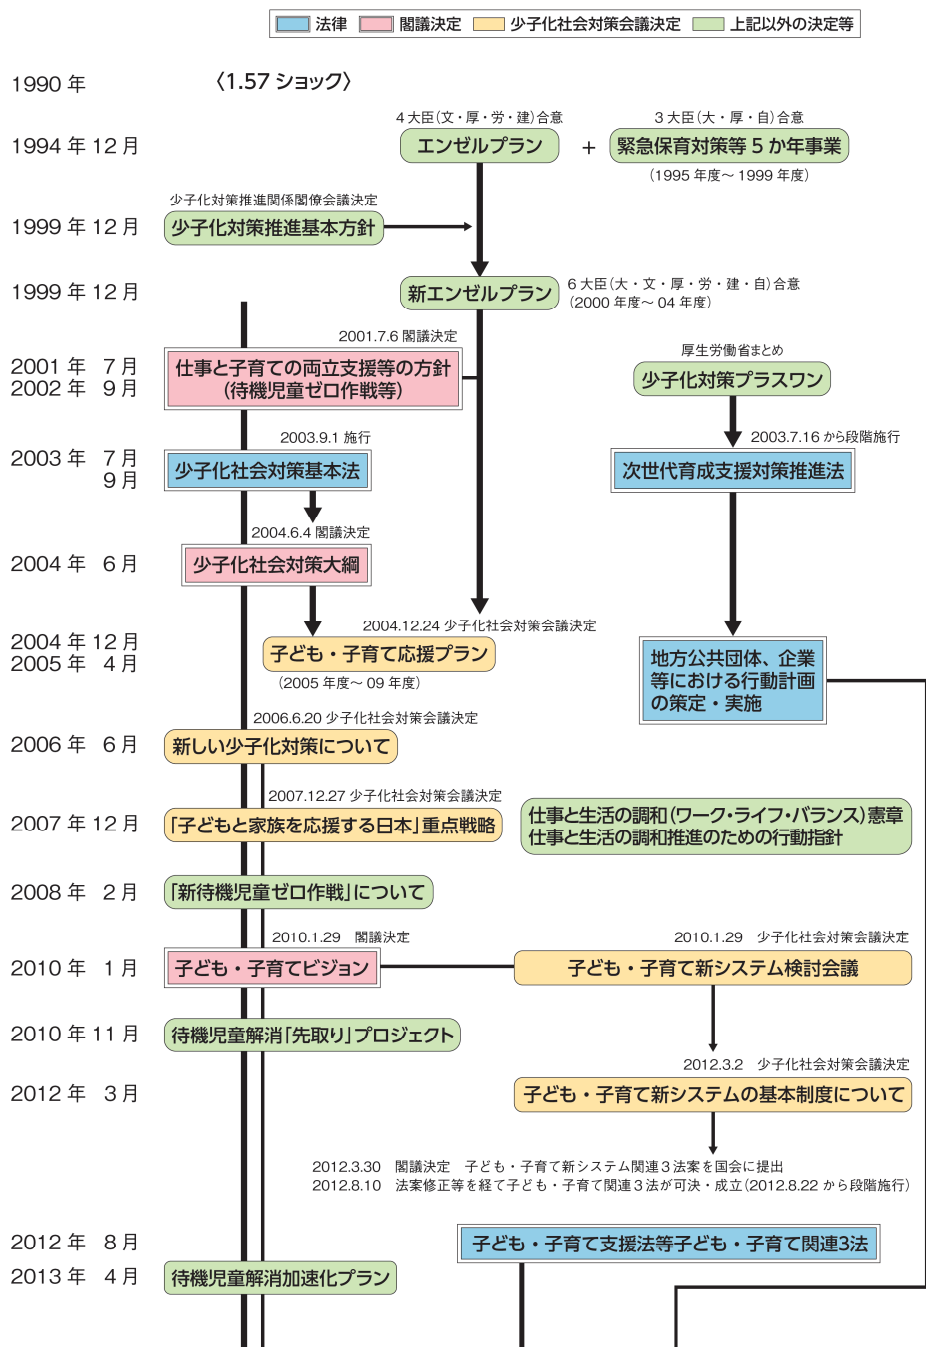 法律 閣議決定 少子化社会対策会議決定 上記以外の決定等
1990 年 〈1.57 ショック〉
4 大臣（文・厚・労・建）合意 3 大臣（大・厚・自）合意
1994 年 12 月 エンゼルプラン + 緊急保育対策等 5 か年事業
（1995 年度～ 1999 年度）
少子化対策推進関係閣僚会議決定
1999 年 12 月 少子化対策推進基本方針
1999 年 12 月 新エンゼルプラン 6 大臣（大・文・厚・労・建・自）合意
（2000 年度～ 04 年度）
2001.7.6 閣議決定
2001 年 7 月 仕事と子育ての両立支援等の方針
2002 年 9 月 （待機児童ゼロ作戦等）
厚生労働省まとめ
少子化対策プラスワン
2003.9.1 施行 2003.7.16 から段階施行
2003 年 7 月 少子化社会対策基本法 次世代育成支援対策推進法
9 月
2004.6.4 閣議決定
2004 年 6 月 少子化社会対策大綱
2004.12.24 少子化社会対策会議決定
2004 年 12 月 子ども・子育て応援プラン
2005 年 4 月
（2005 年度～ 09 年度）
地方公共団体、企業
等における行動計画
の策定・実施
2006.6.20 少子化社会対策会議決定
2006 年 6 月 新しい少子化対策について
2007.12.27 少子化社会対策会議決定
2007 年 12 月 「子どもと家族を応援する日本」重点戦略
仕事と生活の調和（ワーク・ライフ・バランス）憲章
仕事と生活の調和推進のための行動指針
2008 年 2 月 「新待機児童ゼロ作戦」について
2010.1.29 閣議決定 2010.1.29 少子化社会対策会議決定
2010 年 1 月 子ども・子育てビジョン 子ども・子育て新システム検討会議
2010 年 11 月 待機児童解消「先取り」プロジェクト
2012.3.2 少子化社会対策会議決定
2012 年 3 月 子ども・子育て新システムの基本制度について
2012.3.30 閣議決定 子ども・子育て新システム関連３法案を国会に提出
2012.8.10 法案修正等を経て子ども・子育て関連３法が可決・成立（2012.8.22 から段階施行）
2012 年 8 月 子ども・子育て支援法等子ども・子育て関連3法
2013 年 4 月 待機児童解消加速化プラン